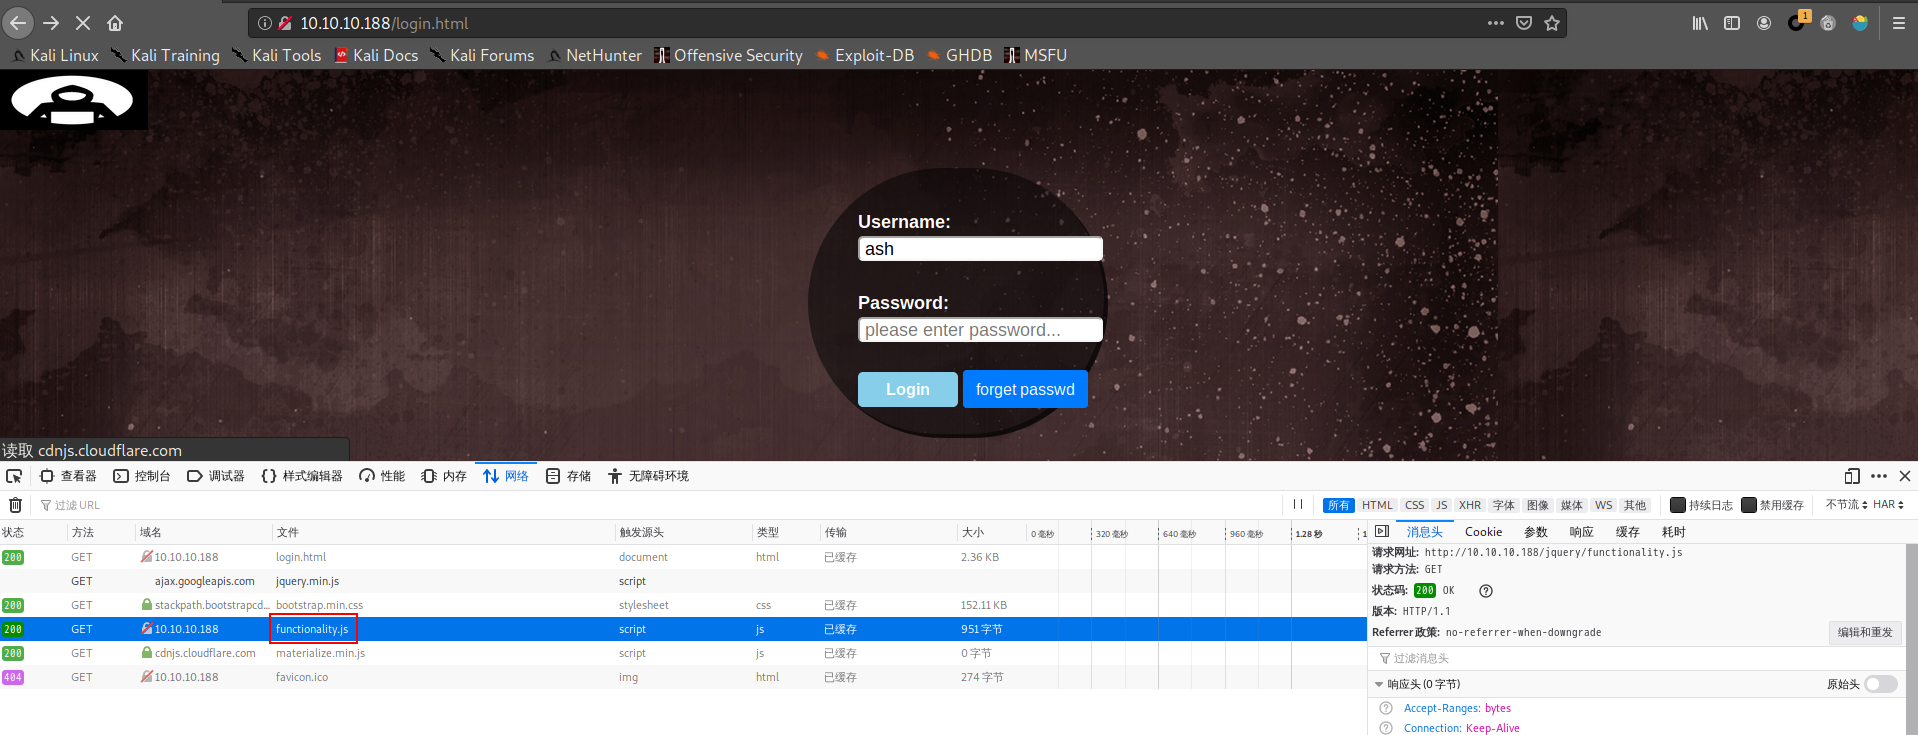 10.10.10.188/login.html
Kali Linux Kali Training Kali Tools Kali Docs Kali Forums NetHunter Offensive Security Exploit-DB GHDB MSFU
1
Username:
ash
Password:
please enter password...
Login forget passwd
读取 cdnjs.cloudflare.com
查看器 控制台 调试器 样式编辑器 性能 内存 网络 存储 无障碍环境
过滤 URL 所有 HTML CSS JS XHR 字体 图像 媒体 WS 其他 持续日志 禁用缓存 不节流 HAR
状态 方法 域名 文件 触发源头 类型 传输 大小 0 毫秒 320 毫秒 640 毫秒 960 毫秒 1.28 秒 1
消息头 Cookie 参数 响应 缓存 耗时
200 GET 10.10.10.188 login.html document html 已缓存 2.36 KB
GET ajax.googleapis.com jquery.min.js script
200 GET stackpath.bootstrapcd... bootstrap.min.css stylesheet css 已缓存 152.11 KB
200 GET 10.10.10.188 functionality.js script js 已缓存 951 字节
200 GET cdnjs.cloudflare.com materialize.min.js script js 已缓存 0 字节
404 GET 10.10.10.188 favicon.ico img html 已缓存 274 字节
请求网址: http://10.10.10.188/jquery/functionality.js
请求方法: GET
状态码: 200 OK
版本: HTTP/1.1
Referrer 政策: no-referrer-when-downgrade 编辑和重发
过滤消息头
响应头 (0 字节) 原始头
Accept-Ranges: bytes
Connection: Keep-Alive